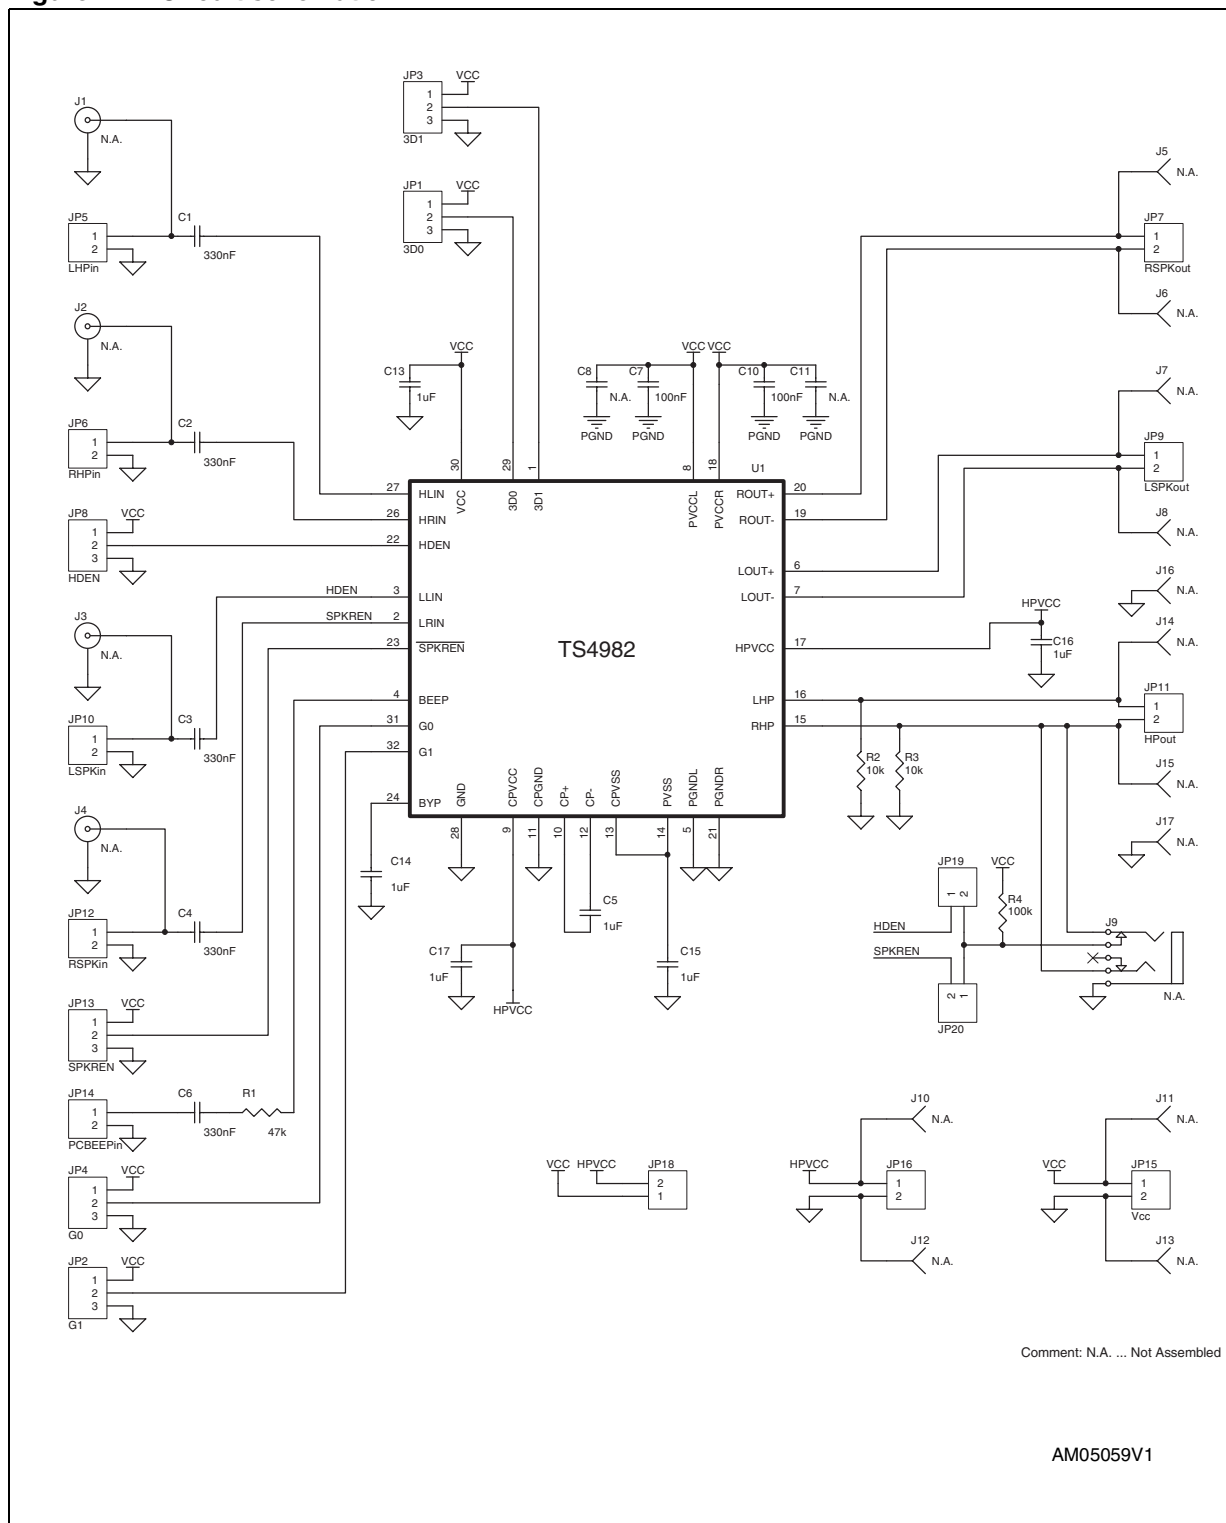 JP3
VCC
1
2
3
3D1
J1
N.A.
JP1
VCC
1
2
3
3D0
J5
N.A.
JP5
1
2
LHPin
C1
330nF
JP7
1
2
RSPKout
J6
N.A.
J2
N.A.
VCC
C13
1uF
VCC
VCC
C8
N.A.
PGND
C7
100nF
PGND
C10
100nF
PGND
C11
N.A.
PGND
J7
N.A.
JP6
1
2
RHPin
C2
330nF
JP9
1
2
LSPKout
J8
N.A.
30
29
1
8
18
U1
VCC
3D0
3D1
PVCCL
PVCCR
27
HLIN
26
HRIN
22
HDEN
ROUT+
20
ROUT-
19
JP8
VCC
1
2
3
HDEN
HDEN
3
LLIN
SPKREN
2
LRIN
23
SPKREN
LOUT+
6
LOUT-
7
J16
N.A.
HPVCC
C16
1uF
HPVCC
17
TS4982
J3
N.A.
J14
N.A.
4
BEEP
31
G0
32
G1
24
BYP
LHP
16
RHP
15
JP11
1
2
HPout
JP10
1
2
LSPKin
C3
330nF
R2
10k
R3
10k
J15
N.A.
GND
CPVCC
CPGND
CP+
CP-
CPVSS
PVSS
PGNDL
PGNDR
28
9
11
10
12
13
14
5
21
J4
N.A.
J17
N.A.
C14
1uF
C5
1uF
JP19
1
2
VCC
R4
100k
JP12
1
2
RSPKin
C4
330nF
HDEN
SPKREN
J9
N.A.
C17
1uF
HPVCC
C15
1uF
2
1
JP20
JP13
VCC
1
2
3
SPKREN
JP14
1
2
PCBEEPin
C6
330nF
R1
47k
J10
N.A.
J11
N.A.
JP4
VCC
1
2
3
G0
VCC
HPVCC
JP18
2
1
HPVCC
JP16
1
2
VCC
JP15
1
2
Vcc
JP2
VCC
1
2
3
G1
J12
N.A.
J13
N.A.
Comment: N.A. ... Not Assembled
AM05059V1